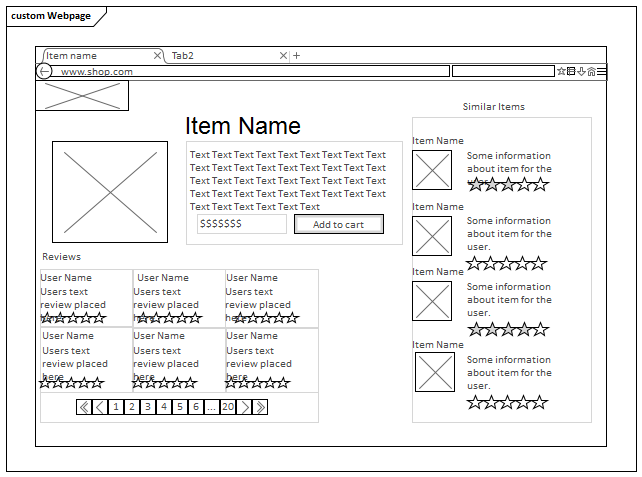 custom Webpage
Item name
Tab2
www.shop.com
Item Name
Text Text Text Text Text Text Text Text Text
Text Text Text Text Text Text Text Text Text
Text Text Text Text Text Text Text Text Text
Text Text Text Text Text Text Text Text Text
Text Text Text Text Text Text
$$$$$$$
Add to cart
Reviews
User Name
Users text
review placed
here
User Name
Users text
review placed
here
User Name
Users text
review placed
here
User Name
Users text
review placed
here
User Name
Users text
review placed
here
User Name
Users text
review placed
here
1 2 3 4 5 6 ... 20
Similar Items
Item Name
Some information
about item for the
user.
Item Name
Some information
about item for the
user.
Item Name
Some information
about item for the
user.
Item Name
Some information
about item for the
user.